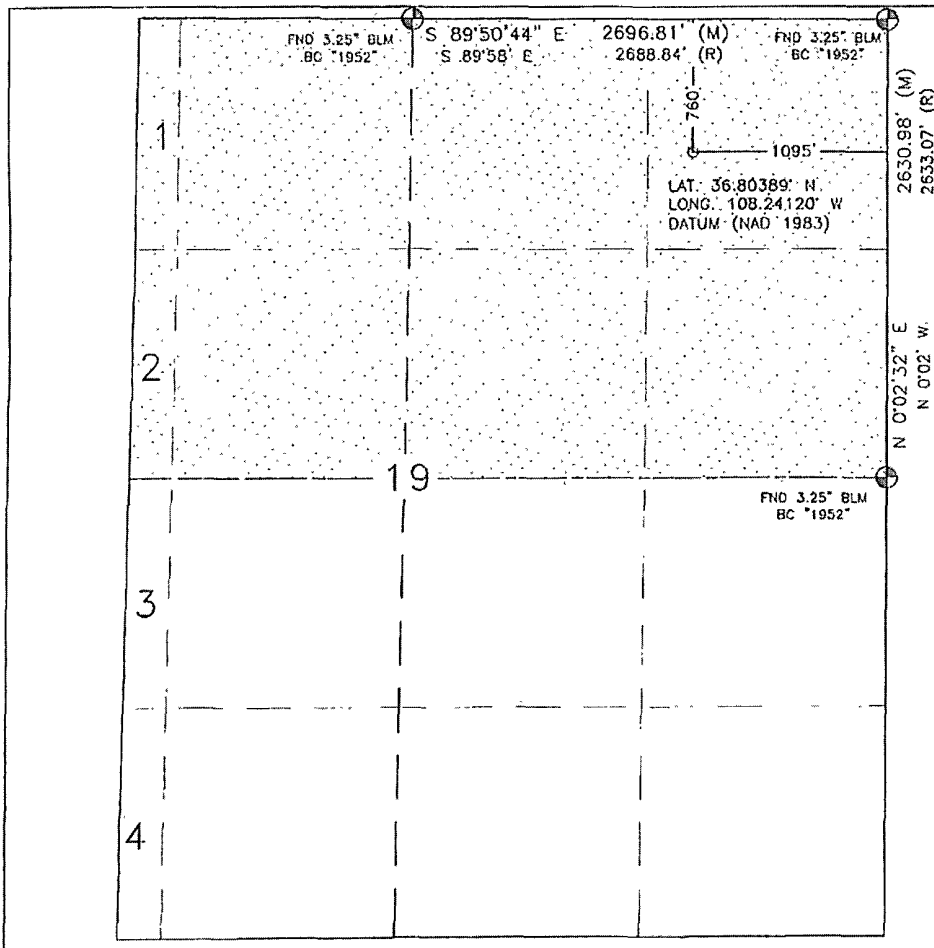 FND 3.25" BLM
BC "1952"
S 89°50'44" E 2696.81' (M)
S 89°58' E 2688.84' (R)
FND 3.25" BLM
BC "1952"
2630.98' (M)
2633.07' (R)
1
760'
1095'
LAT. 36.80389° N
LONG. 108.24120° W
DATUM (NAD 1983)
2
N 0°02'32" E
N 0°02' W
19
FND 3.25" BLM
BC "1952"
3
4